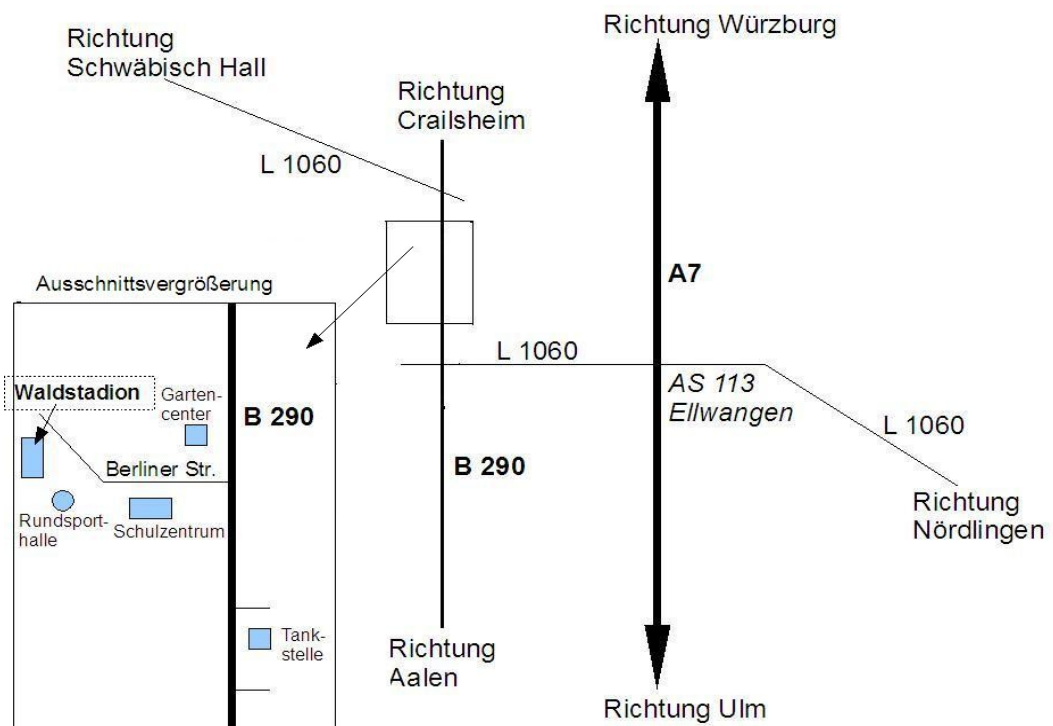 Richtung Würzburg
Richtung
Schwäbisch Hall
Richtung
Crailsheim
L 1060
A7
Ausschnittsvergrößerung
L 1060
AS 113
Ellwangen
L 1060
Waldstadion
Garten-
center
B 290
B 290
Berliner Str.
Richtung
Nördlingen
Rundsport-
halle
Schulzentrum
Tank-
stelle
Richtung
Aalen
Richtung Ulm